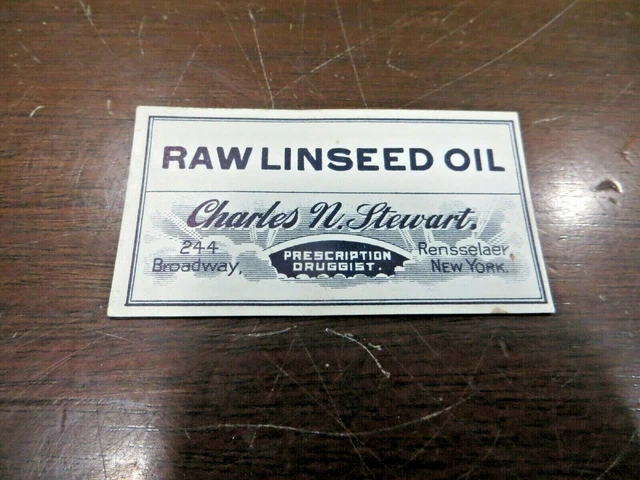 RAW LINSEED OIL
Charles N. Stewart.
244
Broadway,
PRESCRIPTION
DRUGGIST.
Rensselaer
NEW YORK.